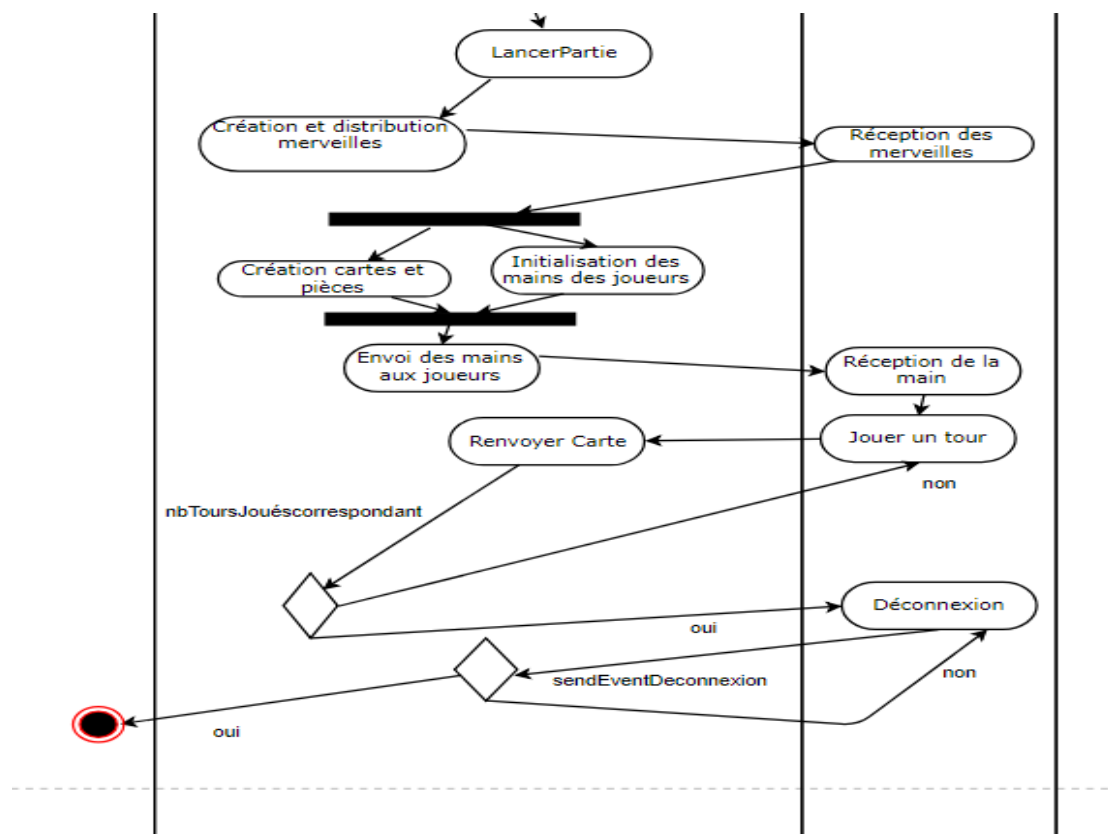 LancerPartie
Création et distribution
merveilles
Réception des
merveilles
Création cartes et
pièces
Initialisation des
mains des joueurs
Envoi des mains
aux joueurs
Réception de la
main
Renvoyer Carte
Jouer un tour
non
nbToursJouéscorrespondant
Déconnexion
oui
sendEventDeconnexion
non
oui